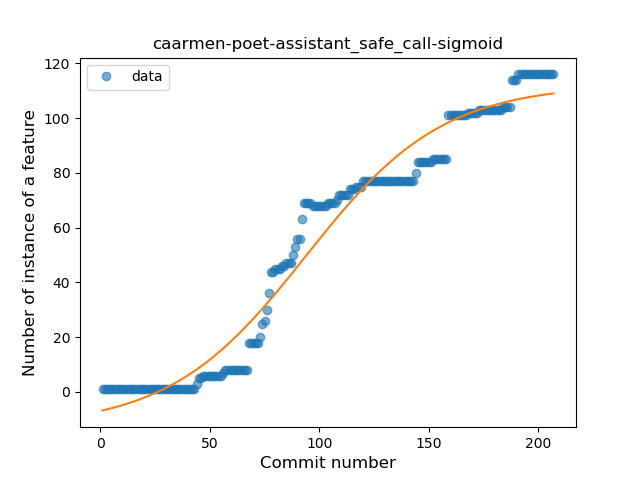 caarmen-poet-assistant_safe_call-sigmoid
data
Number of instance of a feature
120
100
80
60
40
20
0
0 50 100 150 200
Commit number